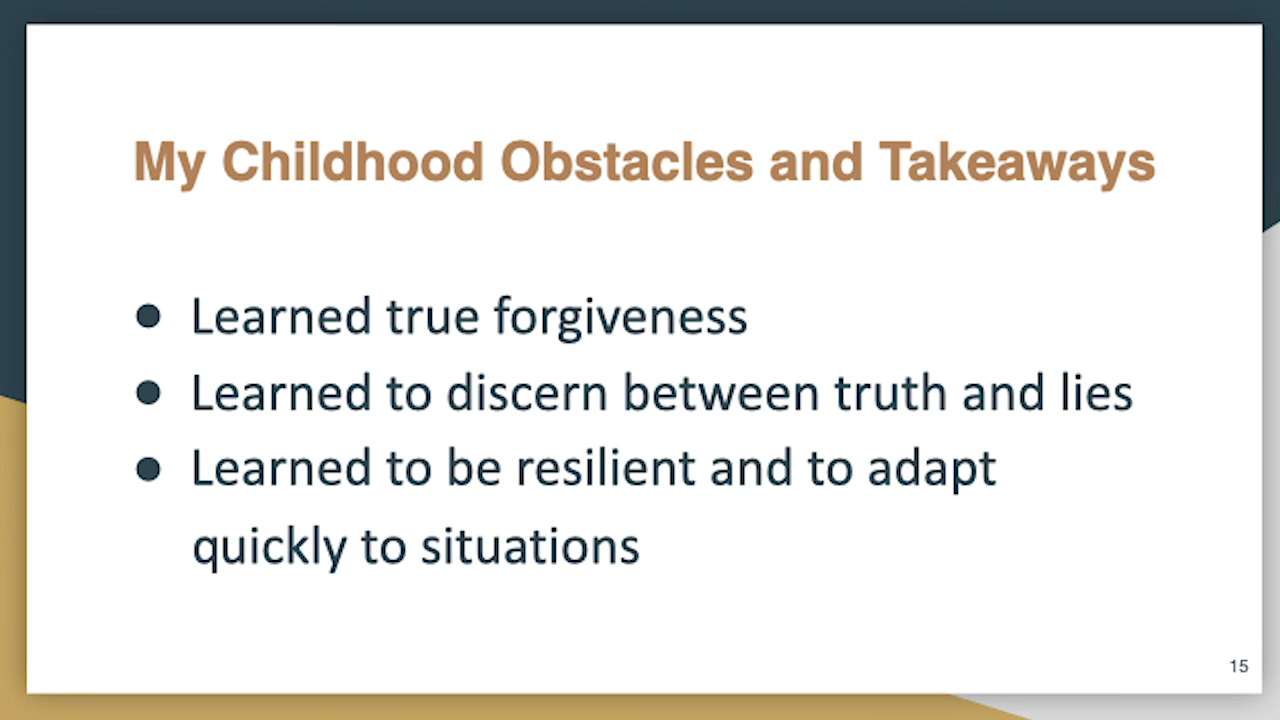 My Childhood Obstacles and Takeaways
● Learned true forgiveness
● Learned to discern between truth and lies
● Learned to be resilient and to adapt
quickly to situations
15